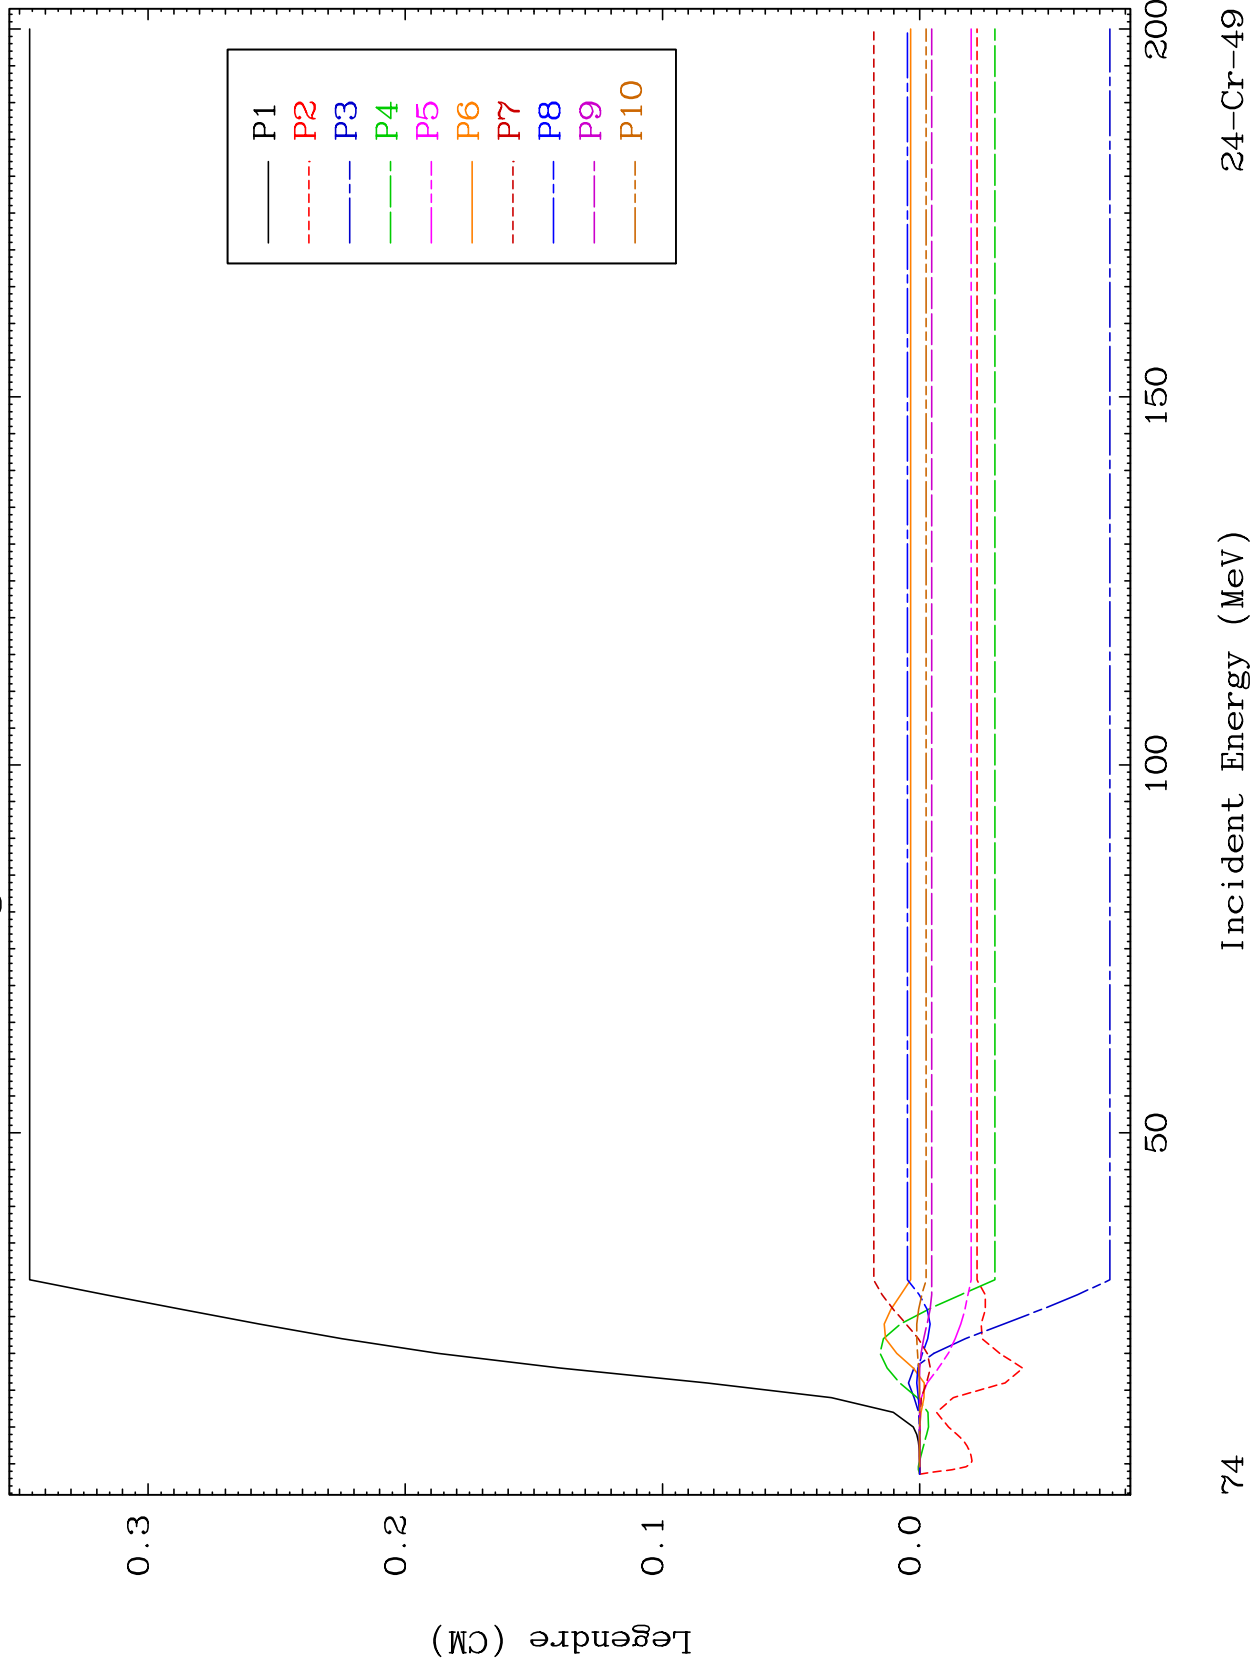 P1
P2
P3
P4
P5
P6
P7
P8
P9
P10
0.3
0.2
0.1
0.0
Legendre (CM)
50
100
150
200
Incident Energy (MeV)
74
24-Cr-49